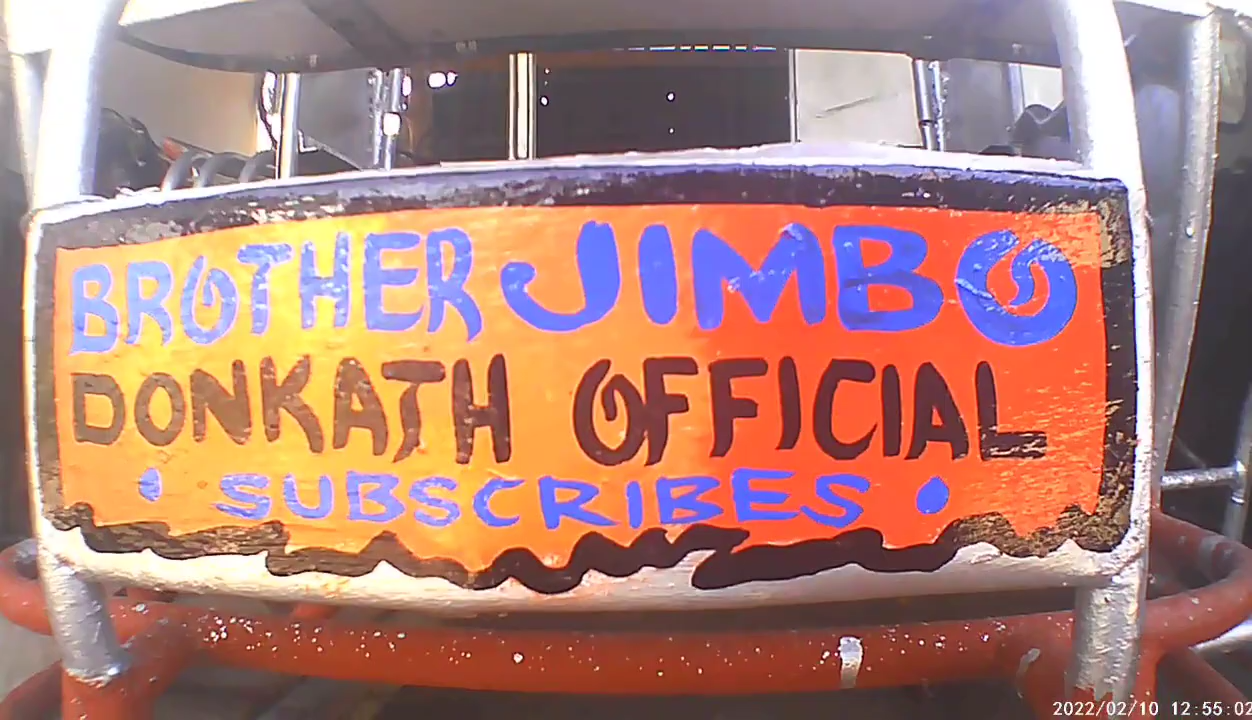 BROTHER JIMBO
DONKATH OFFICIAL
• SUBSCRIBES •
2022/02/10 12:55:02